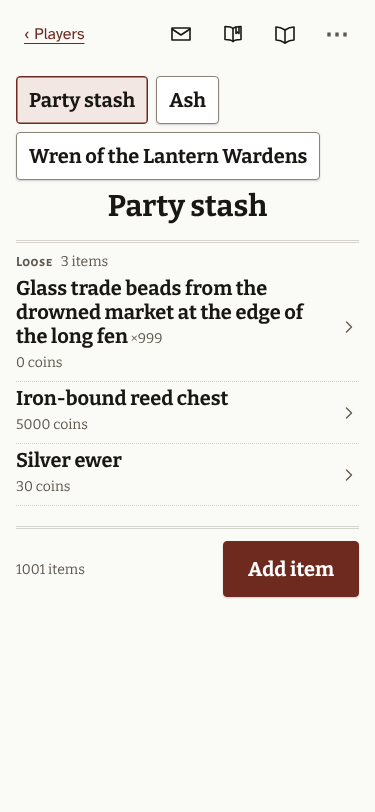 ‹ Players
Party stash
Ash
Wren of the Lantern Wardens
Party stash
Loose 3 items
Glass trade beads from the
drowned market at the edge of
the long fen ×999
0 coins
Iron-bound reed chest
5000 coins
Silver ewer
30 coins
1001 items
Add item